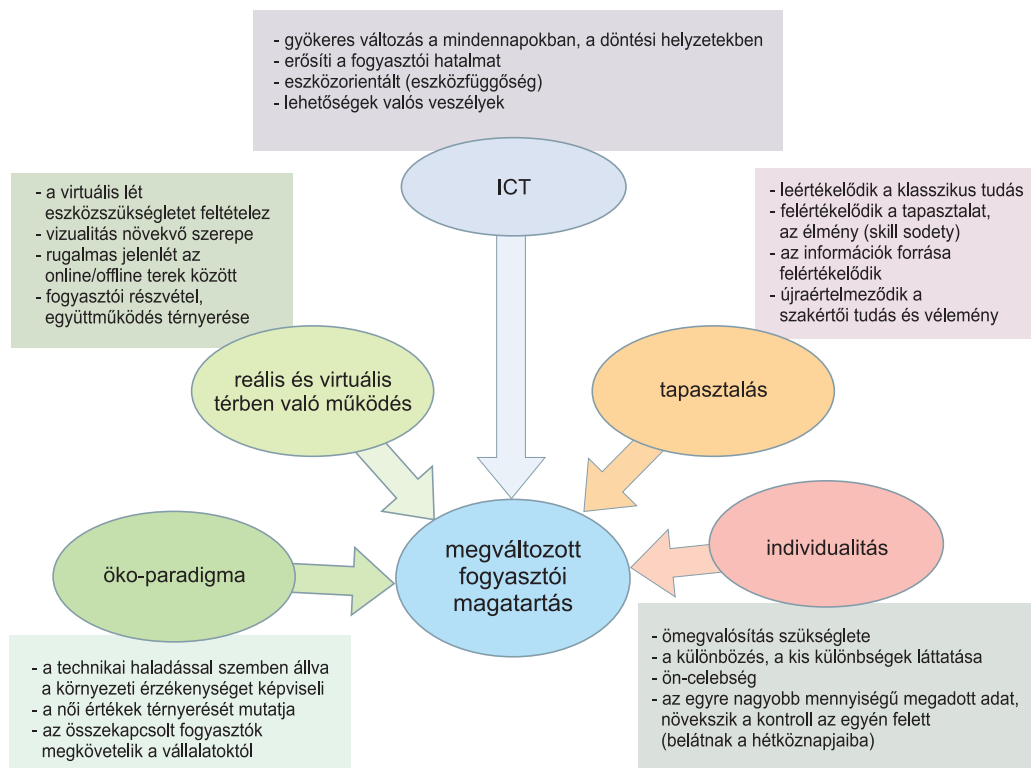 - gyökeres változás a mindennapokban, a döntési helyzetekben
- erősíti a fogyasztói hatalmat
- eszközorientált (eszközfüggőség)
- lehetőségek valós veszélyek
ICT
- a virtuális lét
eszközszükségletet feltételez
- vizualitás növekvő szerepe
- rugalmas jelenlét az
online/offline terek között
- fogyasztói részvétel,
együttműködés térnyerése
reális és virtuális
térben való működés
- leértékelődik a klasszikus tudás
- felértékelődik a tapasztalat,
az élmény (skill sodety)
- az információk forrása
felértékelődik
- újraértelmeződik a
szakértői tudás és vélemény
tapasztalás
öko-paradigma
megváltozott
fogyasztói
magatartás
individualitás
- a technikai haladással szemben állva
a környezeti érzékenységet képviseli
- a női értékek térnyerését mutatja
- az összekapcsolt fogyasztók
megkövetelik a vállalatoktól
- ömegvalósítás szükséglete
- a különbözés, a kis különbségek láttatása
- ön-celebség
- az egyre nagyobb mennyiségű megadott adat,
növekszik a kontroll az egyén felett
(belátnak a hétköznapjaiba)